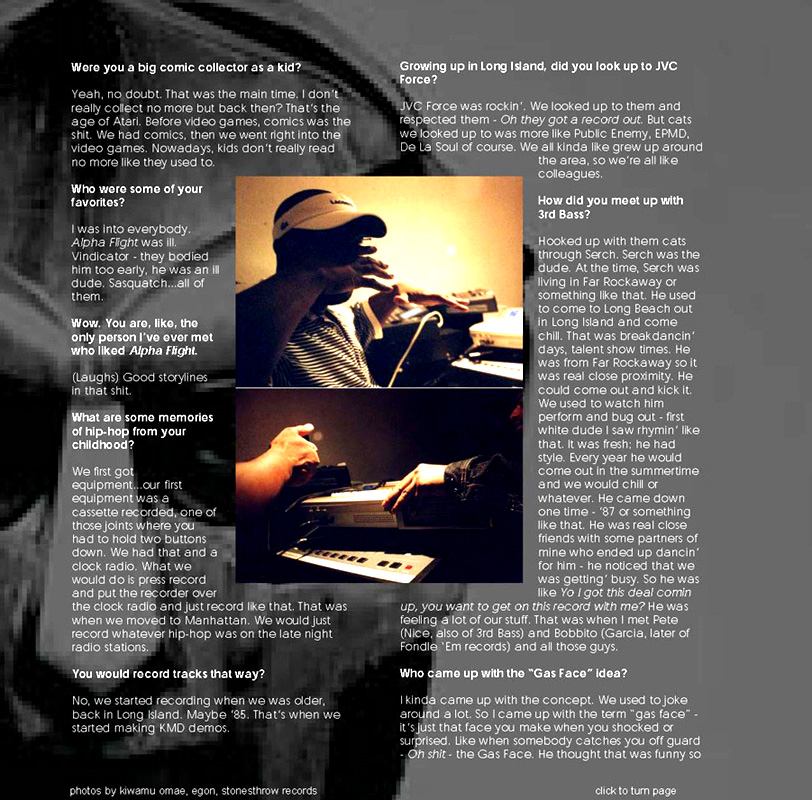 Were you a big comic collector as a kid?
Yeah, no doubt. That was the main time. I don't
really collect no more but back then? That's the
age of Atari. Before video games, comics was the
shit. We had comics, then we went right into the
video games. Nowadays, kids don't really read
no more like they used to.
Who were some of your
favorites?
I was into everybody.
Alpha Flight was ill.
Vindicator - they bodied
him too early, he was an ill
dude. Sasquatch...all of
them.
Wow. You are, like, the
only person I've ever met
who liked Alpha Flight.
(Laughs) Good storylines
in that shit.
What are some memories
of hip-hop from your
childhood?
We first got
equipment...our first
equipment was a
cassette recorded, one of
those joints where you
had to hold two buttons
down. We had that and a
clock radio. What we
would do is press record
and put the recorder over
the clock radio and just record like that. That was
when we moved to Manhattan. We would just
record whatever hip-hop was on the late night
radio stations.
You would record tracks that way?
No, we started recording when we was older,
back in Long Island. Maybe '85. That's when we
started making KMD demos.
Growing up in Long Island, did you look up to JVC
Force?
JVC Force was rockin'. We looked up to them and
respected them - Oh they got a record out. But cats
we looked up to was more like Public Enemy, EPMD,
De La Soul of course. We all kinda like grew up around
the area, so we're all like
colleagues.
How did you meet up with
3rd Bass?
Hooked up with them cats
through Serch. Serch was the
dude. At the time, Serch was
living in Far Rockaway or
something like that. He used
to come to Long Beach out
in Long Island and come
chill. That was breakdancin'
days, talent show times. He
was from Far Rockaway so it
was real close proximity. He
could come out and kick it.
We used to watch him
perform and bug out - first
white dude I saw rhymin' like
that. It was fresh; he had
style. Every year he would
come out in the summertime
and we would chill or
whatever. He came down
one time - '87 or something
like that. He was real close
friends with some partners of
mine who ended up dancin'
for him - he noticed that we
was getting' busy. So he was
like Yo I got this deal comin
up, you want to get on this record with me? He was
feeling a lot of our stuff. That was when I met Pete
(Nice, also of 3rd Bass) and Bobbito (Garcia, later of
Fondle 'Em records) and all those guys.
Who came up with the "Gas Face" idea?
I kinda came up with the concept. We used to joke
around a lot. So I came up with the term "gas face" -
it's just that face you make when you shocked or
surprised. Like when somebody catches you off guard
- Oh shit - the Gas Face. He thought that was funny so
photos by kiwamu omae, egon, stonesthrow records
click to turn page